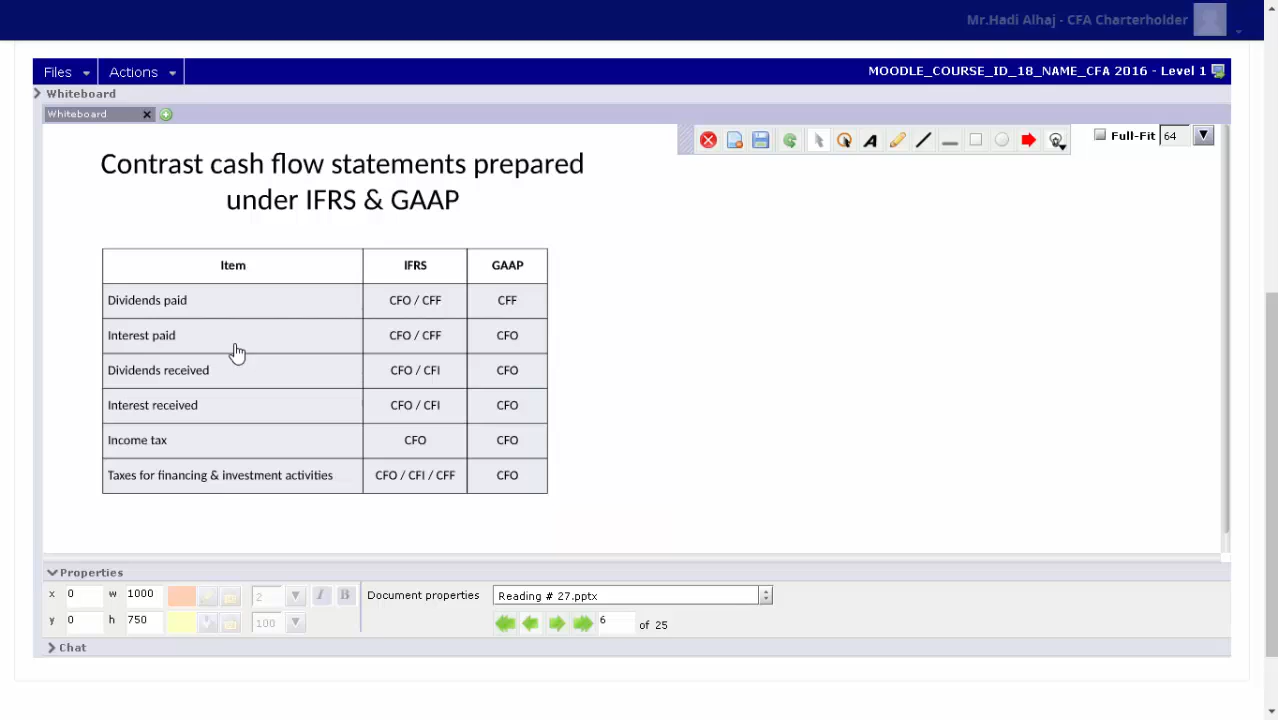 Mr.Hadi Alhaj - CFA Charterholder
Files Actions MOODLE_COURSE_ID_18_NAME_CFA 2016 - Level 1
Whiteboard
Whiteboard
Full-Fit 64
Contrast cash flow statements prepared
under IFRS & GAAP
Item IFRS GAAP
Dividends paid CFO / CFF CFF
Interest paid CFO / CFF CFO
Dividends received CFO / CFI CFO
Interest received CFO / CFI CFO
Income tax CFO CFO
Taxes for financing & investment activities CFO / CFI / CFF CFO
Properties
x 0 w 1000 2 I B Document properties Reading # 27.pptx
y 0 h 750 100 6 of 25
Chat